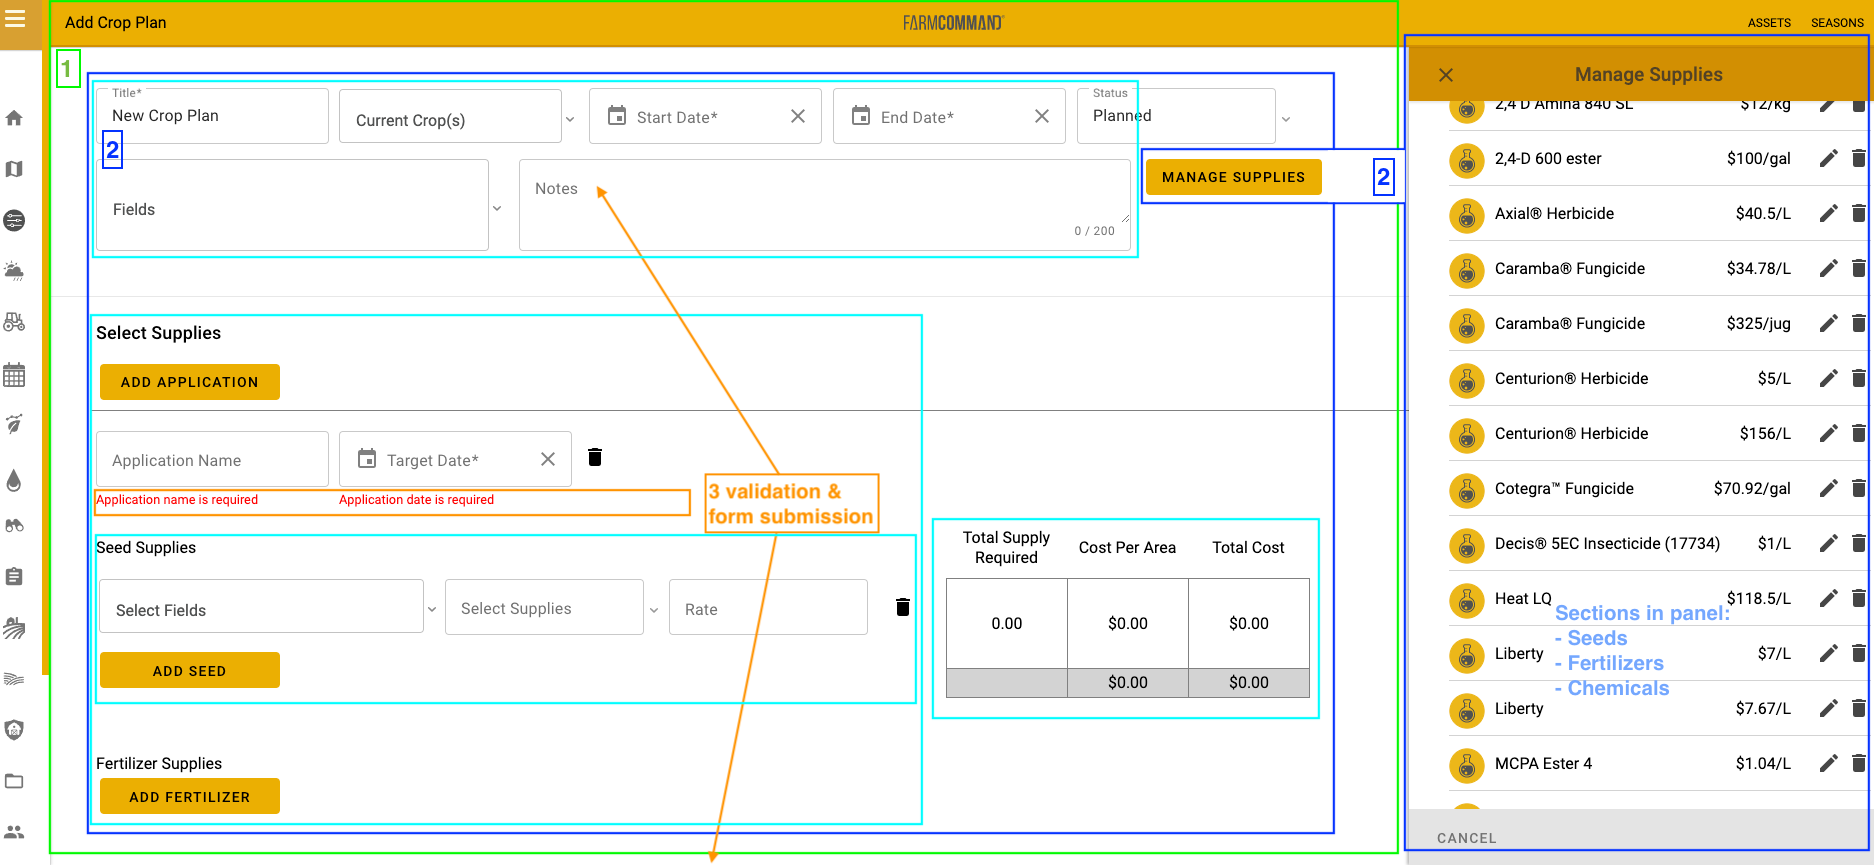 Add Crop Plan
FARMCOMMAND
ASSETS
SEASONS
1
Title*
New Crop Plan
Current Crop(s)
Start Date*
End Date*
Status
Planned
2
Fields
Notes
0 / 200
MANAGE SUPPLIES
2
Select Supplies
ADD APPLICATION
Application Name
Target Date*
Application name is required
Application date is required
3 validation &
form submission
Seed Supplies
Select Fields
Select Supplies
Rate
ADD SEED
Total Supply
Required
Cost Per Area
Total Cost
0.00
$0.00
$0.00
$0.00
$0.00
Fertilizer Supplies
ADD FERTILIZER
Manage Supplies
2,4 D Amina 840 SL $12/kg
2,4-D 600 ester $100/gal
Axial® Herbicide $40.5/L
Caramba® Fungicide $34.78/L
Caramba® Fungicide $325/jug
Centurion® Herbicide $5/L
Centurion® Herbicide $156/L
Cotegra™ Fungicide $70.92/gal
Decis® 5EC Insecticide (17734) $1/L
Heat LQ $118.5/L
Sections in panel:
- Seeds
Liberty $7/L
- Fertilizers
- Chemicals
Liberty $7.67/L
MCPA Ester 4 $1.04/L
CANCEL